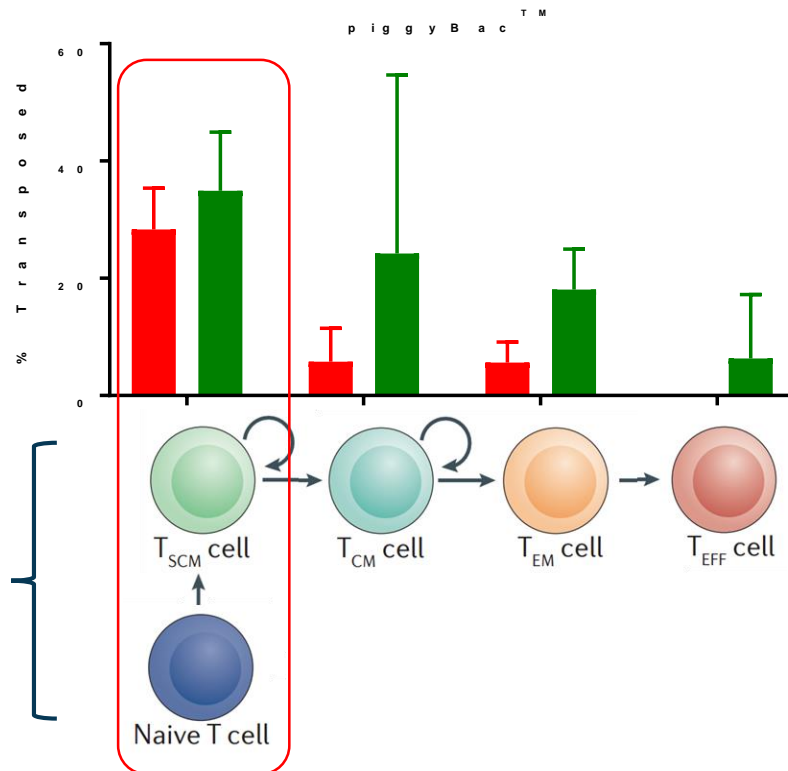 piggyBac™
% Transposed
60
40
20
0
T_SCM cell
T_CM cell
T_EM cell
T_EFF cell
Naive T cell